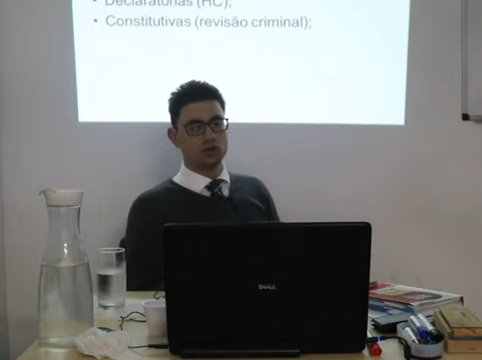 • Declaratórias (HC);
• Constitutivas (revisão criminal);
DELL